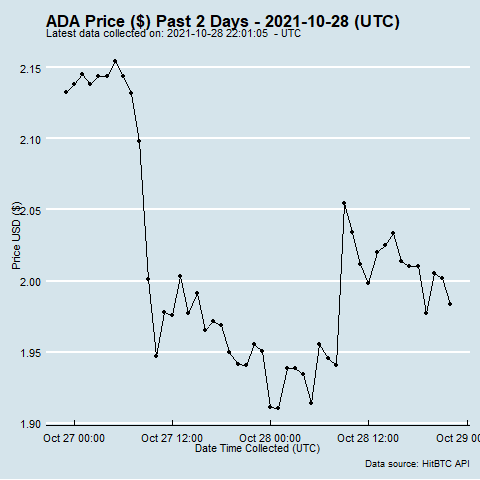 ADA Price ($) Past 2 Days - 2021-10-28 (UTC)
Latest data collected on: 2021-10-28 22:01:05 - UTC
2.15
2.10
2.05
2.00
1.95
1.90
Price USD ($)
Oct 27 00:00
Oct 27 12:00
Oct 28 00:00
Oct 28 12:00
Oct 29 00
Date Time Collected (UTC)
Data source: HitBTC API